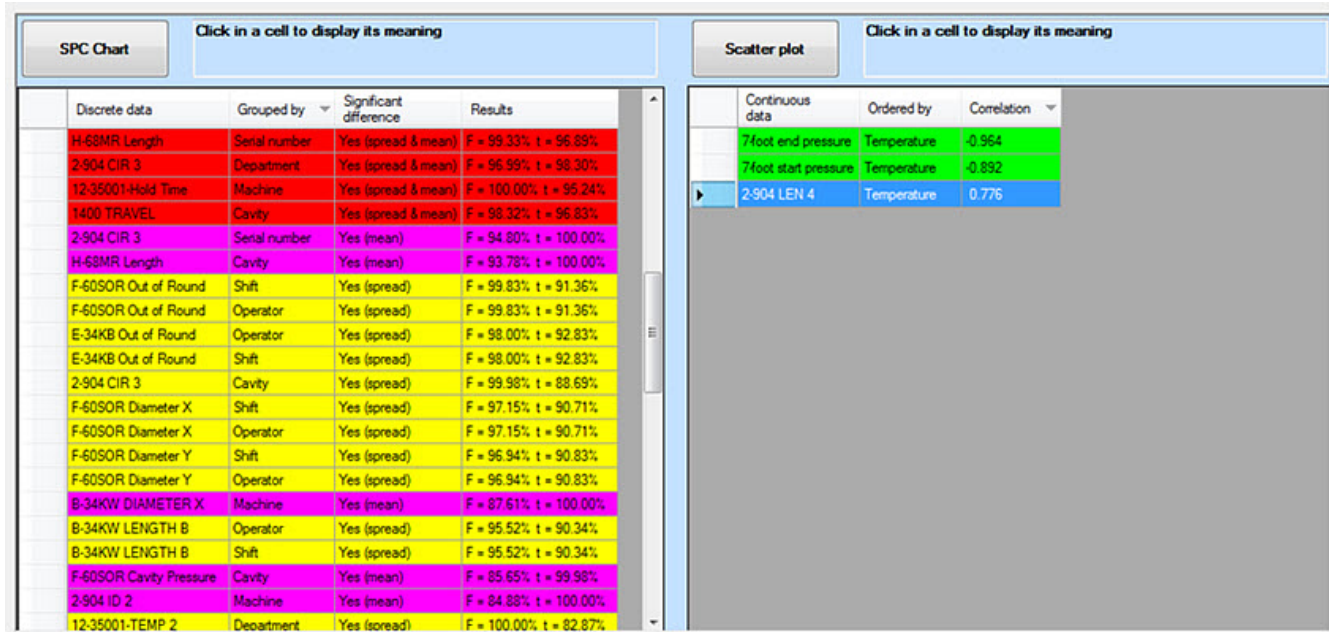 SPC Chart
Click in a cell to display its meaning
Discrete data Grouped by Significant difference Results
H-68MR Length Serial number Yes (spread & mean) F = 99.33% t = 96.89%
2-904 CIR 3 Department Yes (spread & mean) F = 96.99% t = 98.30%
12-35001-Hold Time Machine Yes (spread & mean) F = 100.00% t = 95.24%
1400 TRAVEL Cavity Yes (spread & mean) F = 98.32% t = 96.83%
2-904 CIR 3 Serial number Yes (mean) F = 94.80% t = 100.00%
H-68MR Length Cavity Yes (mean) F = 93.78% t = 100.00%
F-60SOR Out of Round Shift Yes (spread) F = 99.83% t = 91.36%
F-60SOR Out of Round Operator Yes (spread) F = 99.83% t = 91.36%
E-34KB Out of Round Operator Yes (spread) F = 98.00% t = 92.83%
E-34KB Out of Round Shift Yes (spread) F = 98.00% t = 92.83%
2-904 CIR 3 Cavity Yes (spread) F = 99.98% t = 88.69%
F-60SOR Diameter X Shift Yes (spread) F = 97.15% t = 90.71%
F-60SOR Diameter X Operator Yes (spread) F = 97.15% t = 90.71%
F-60SOR Diameter Y Shift Yes (spread) F = 96.94% t = 90.83%
F-60SOR Diameter Y Operator Yes (spread) F = 96.94% t = 90.83%
B-34KW DIAMETER X Machine Yes (mean) F = 87.61% t = 100.00%
B-34KW LENGTH B Operator Yes (spread) F = 95.52% t = 90.34%
B-34KW LENGTH B Shift Yes (spread) F = 95.52% t = 90.34%
F-60SOR Cavity Pressure Cavity Yes (mean) F = 85.65% t = 99.98%
2-904 ID 2 Machine Yes (mean) F = 84.88% t = 100.00%
12-35001-TEMP 2 Department Yes (spread) F = 100.00% t = 82.87%
Scatter plot
Click in a cell to display its meaning
Continuous data Ordered by Correlation
7-foot end pressure Temperature -0.964
7-foot start pressure Temperature -0.892
2-904 LEN 4 Temperature 0.776